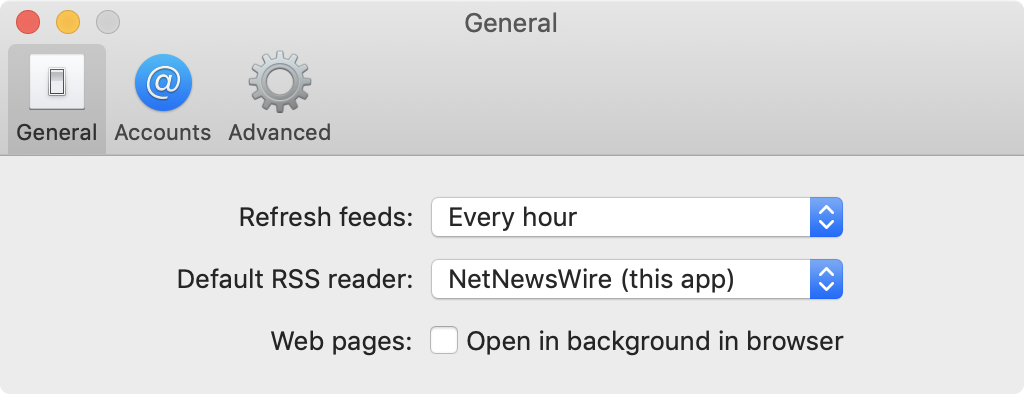 General
General Accounts Advanced
Refresh feeds: Every hour
Default RSS reader: NetNewsWire (this app)
Web pages: Open in background in browser